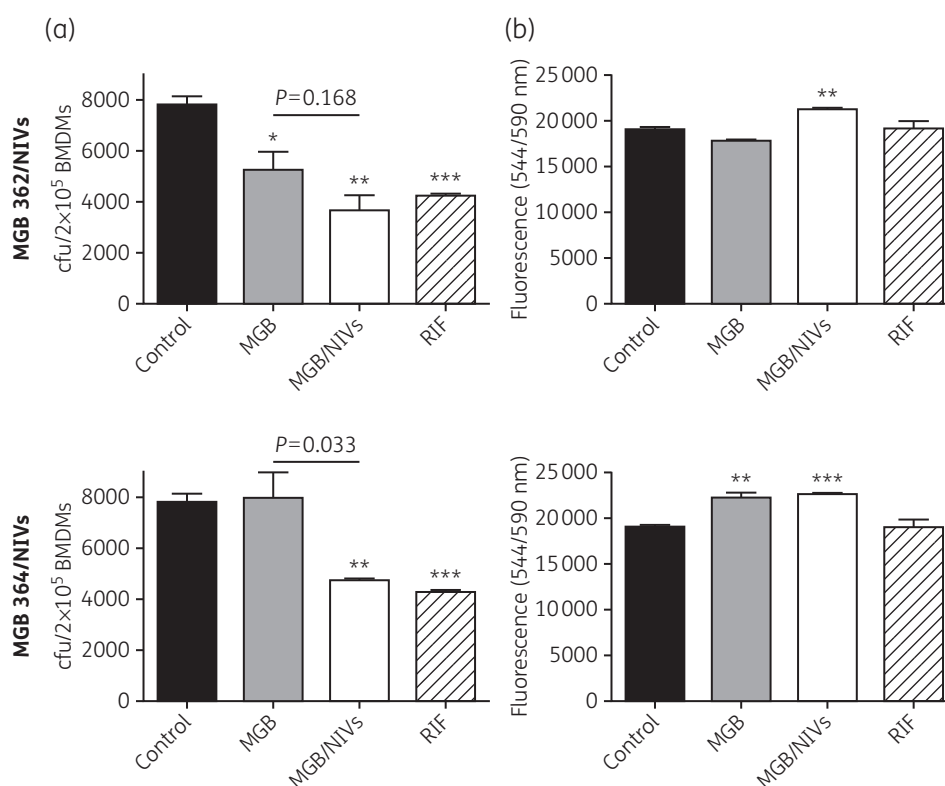 (a)
MGB 362/NIVs
cfu/2×10⁵ BMDMs
8000
6000
4000
2000
0
P=0.168
*
**
***
Control
MGB
MGB/NIVs
RIF
(b)
Fluorescence (544/590 nm)
25 000
20 000
15 000
10 000
5000
0
**
Control
MGB
MGB/NIVs
RIF
MGB 364/NIVs
cfu/2×10⁵ BMDMs
8000
6000
4000
2000
0
P=0.033
**
***
Control
MGB
MGB/NIVs
RIF
Fluorescence (544/590 nm)
25 000
20 000
15 000
10 000
5000
0
**
***
Control
MGB
MGB/NIVs
RIF